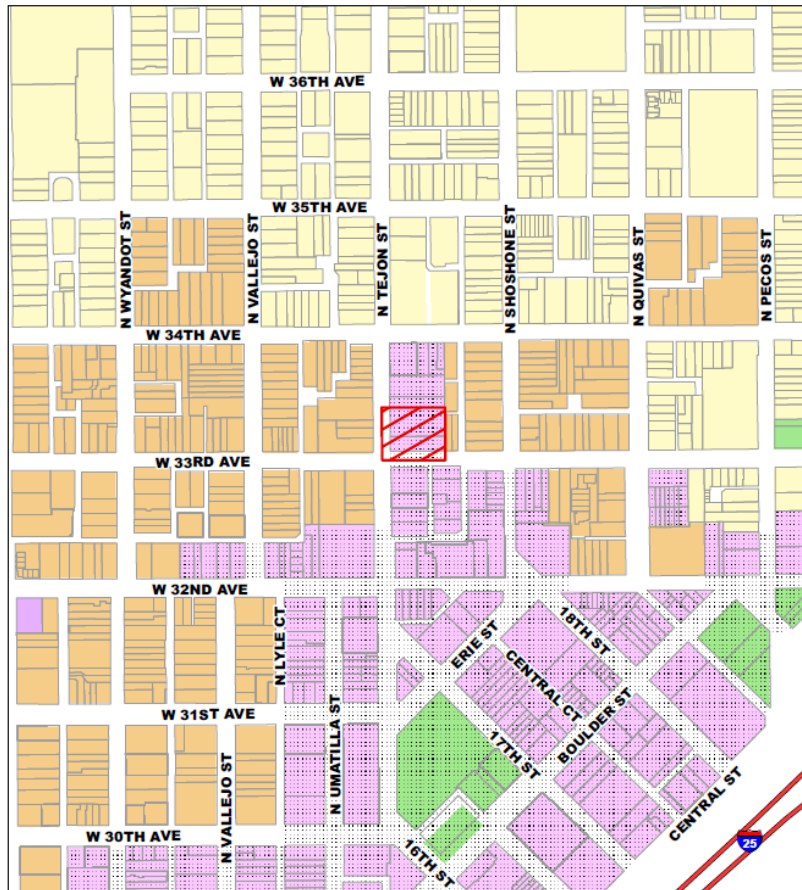 W 36TH AVE
W 35TH AVE
N WYANDOT ST
N VALLEJO ST
N TEJON ST
N SHOSHONE ST
N QUIVAS ST
N PECOS ST
W 34TH AVE
W 33RD AVE
W 32ND AVE
N LYLE CT
ERIE ST
18TH ST
CENTRAL CT
BOULDER ST
N UMATILLA ST
W 31ST AVE
17TH ST
N VALLEJO ST
CENTRAL ST
W 30TH AVE
16TH ST
25